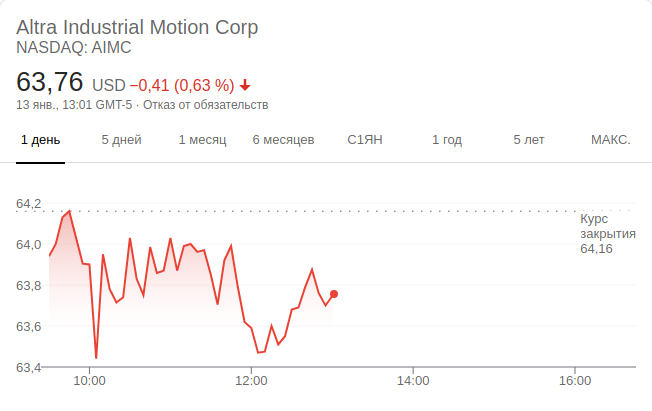 Altra Industrial Motion Corp
NASDAQ: AIMC
63,76 USD −0,41 (0,63 %)
13 янв., 13:01 GMT-5 · Отказ от обязательств
1 день 5 дней 1 месяц 6 месяцев С1ЯН 1 год 5 лет МАКС.
64,2
Курс
закрытия
64,16
64,0
63,8
63,6
63,4
10:00 12:00 14:00 16:00